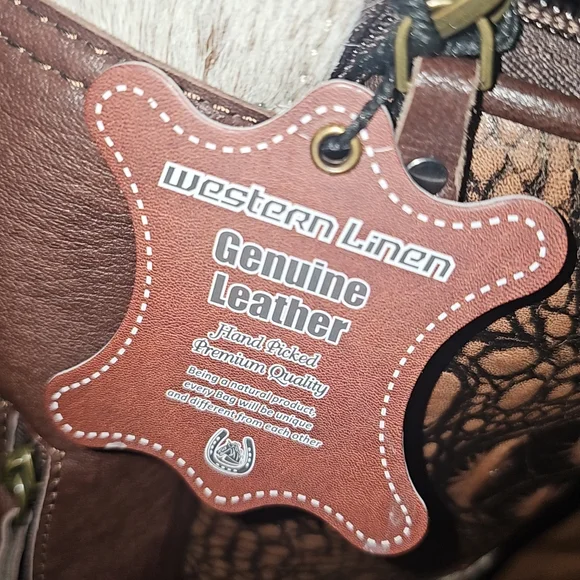 Western Linen
Genuine
Leather
Hand Picked
Premium Quality
Being a natural product,
every Bag will be unique
and different from each other